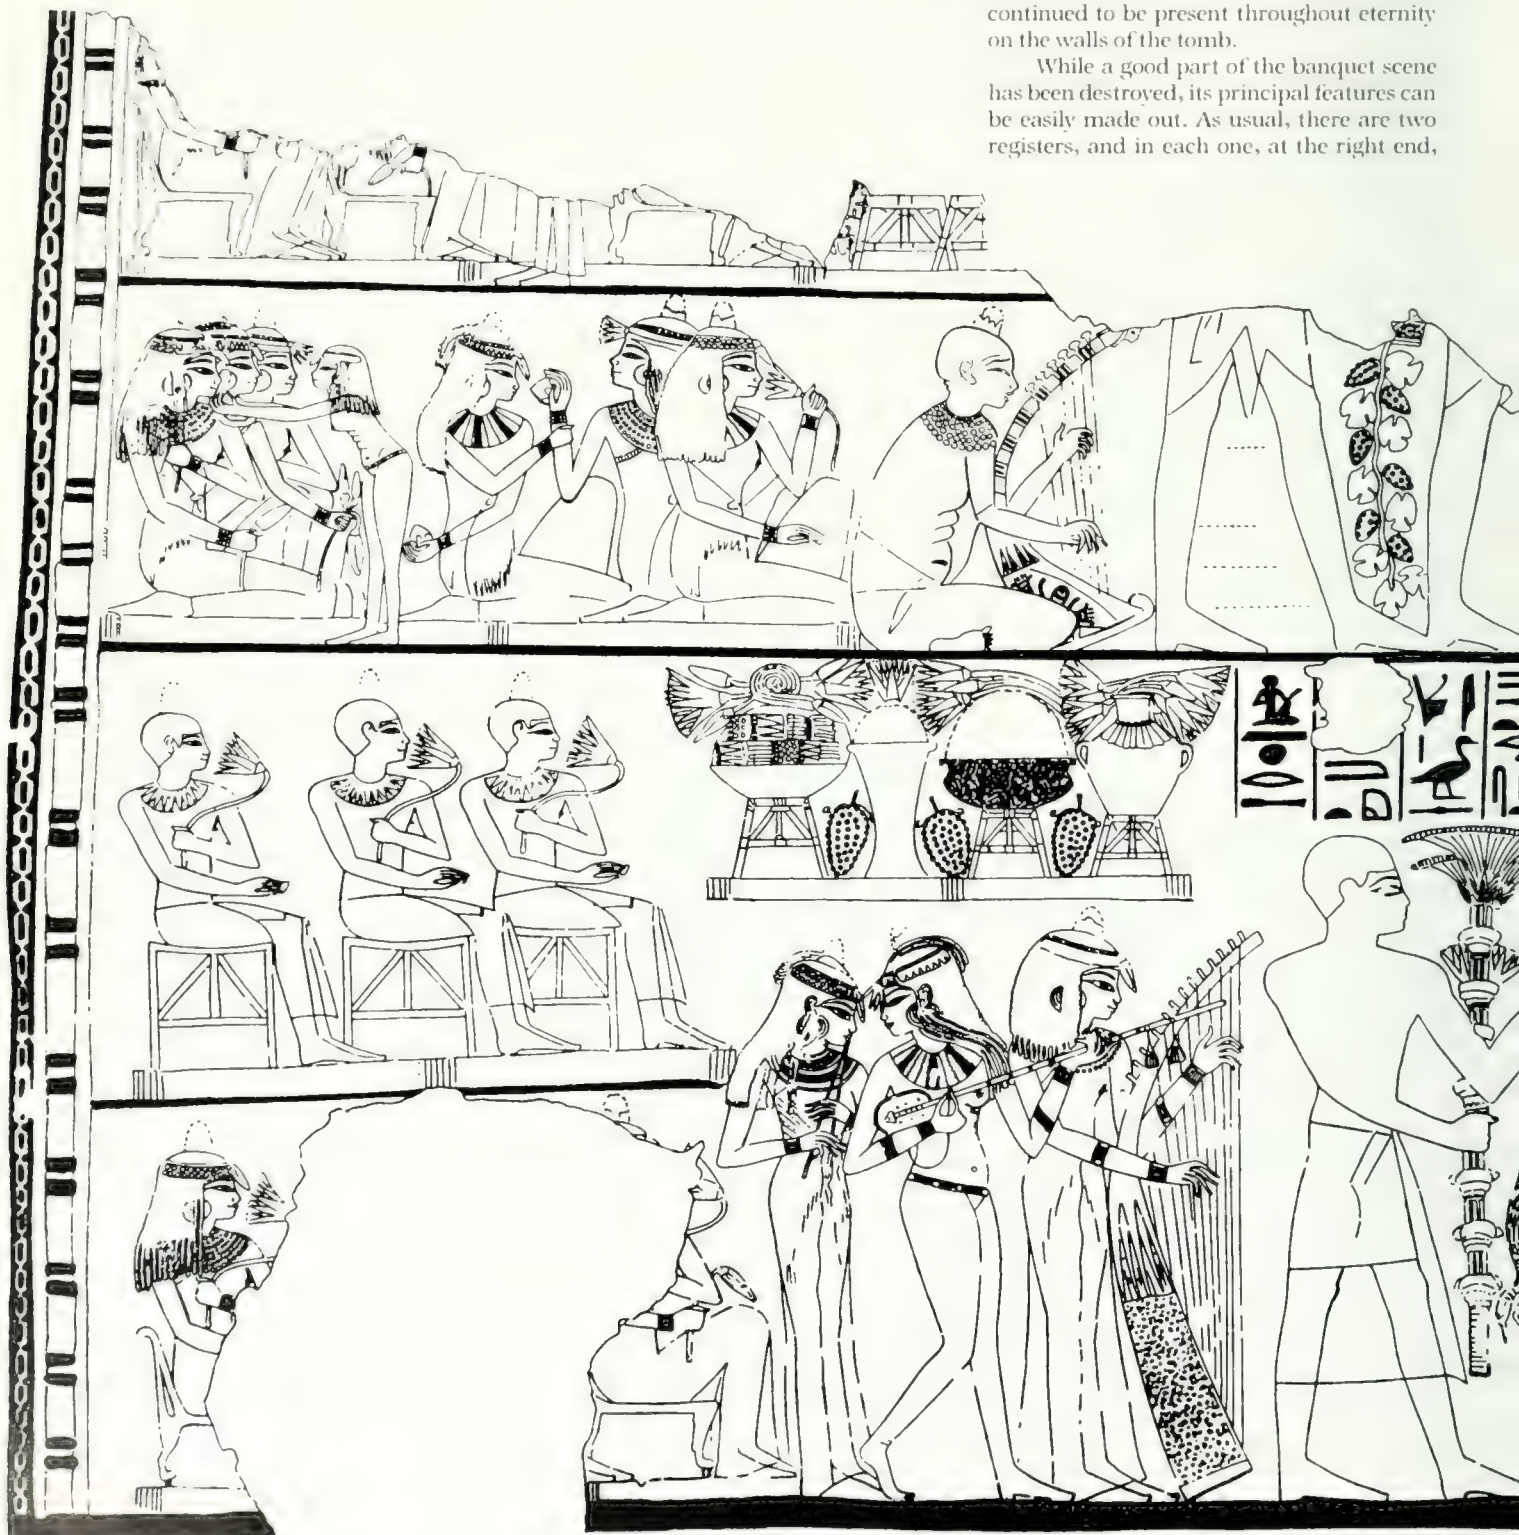 continued to be present throughout eternity
on the walls of the tomb.
While a good part of the banquet scene
has been destroyed, its principal features can
be easily made out. As usual, there are two
registers, and in each one, at the right end,